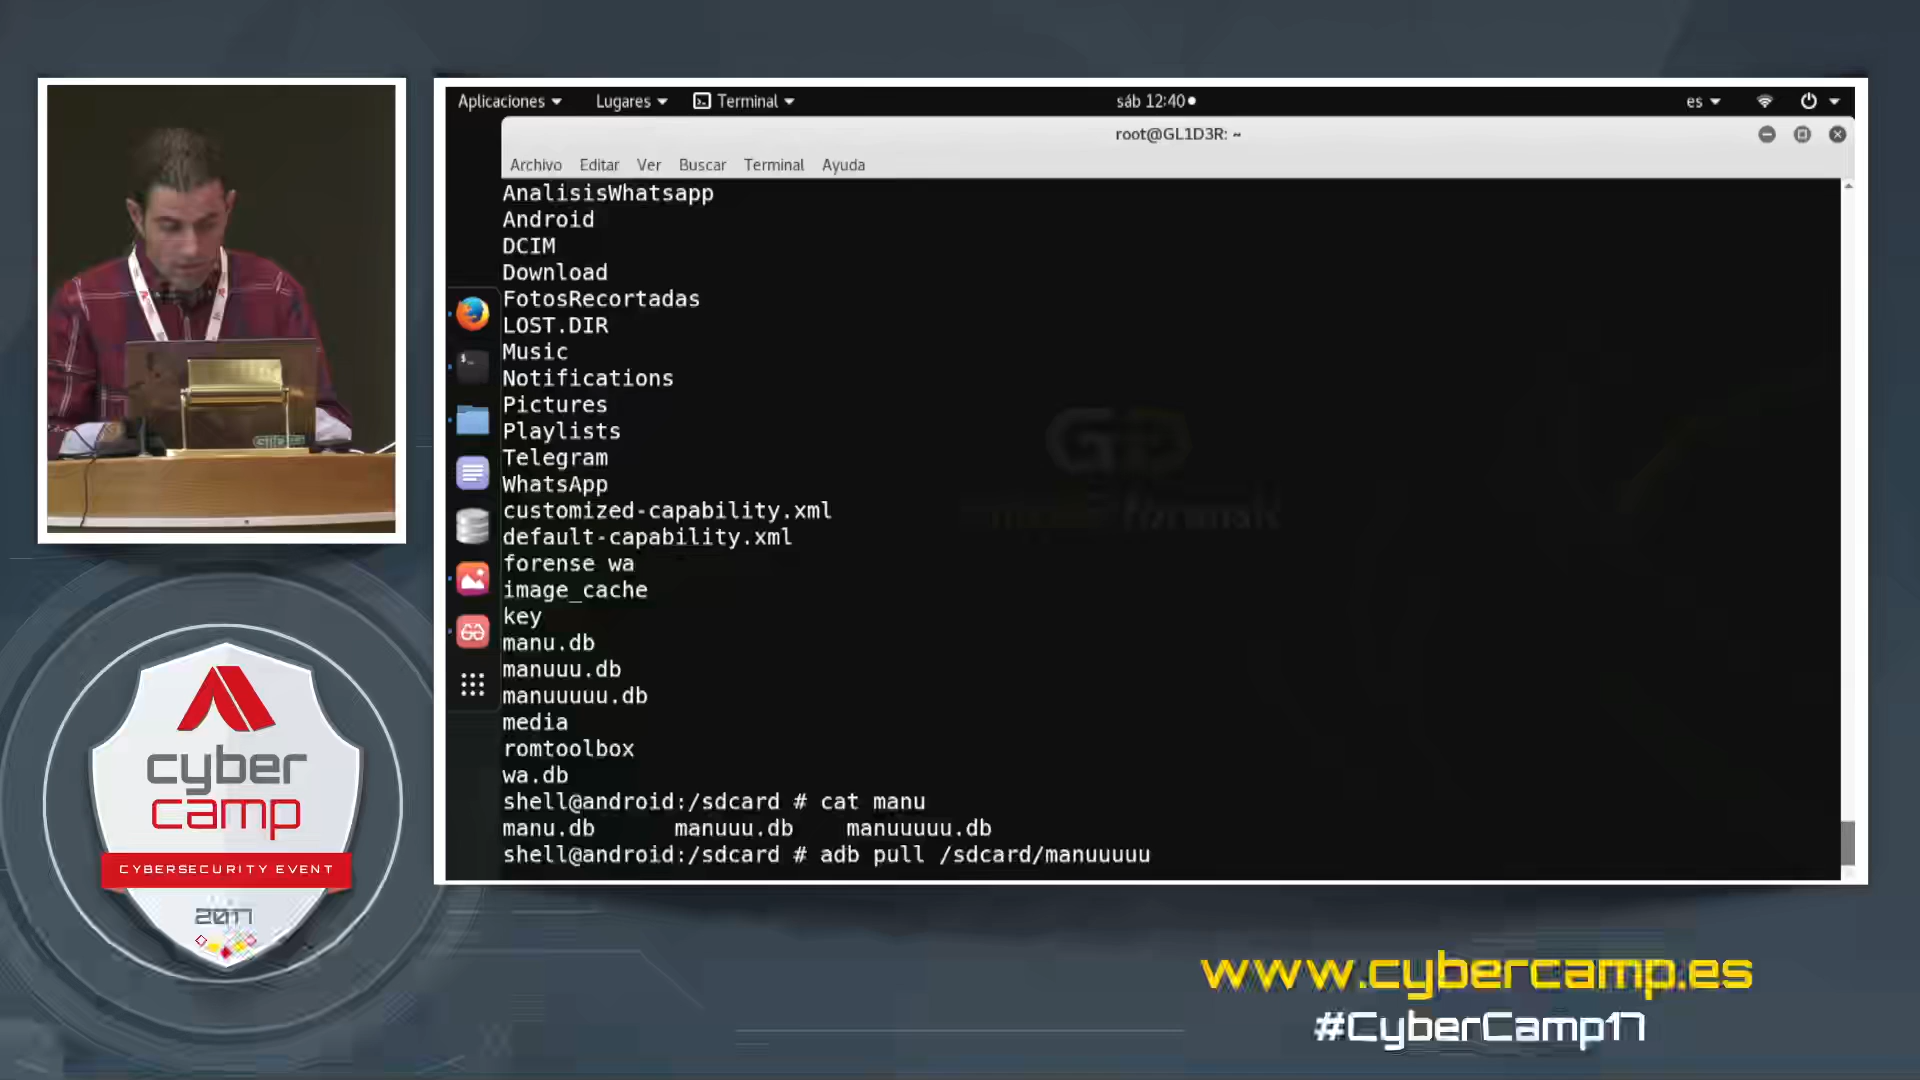 Aplicaciones Lugares Terminal sáb 12:40 es
root@GL1D3R: ~
Archivo Editar Ver Buscar Terminal Ayuda
AnalisisWhatsapp
Android
DCIM
Download
FotosRecortadas
LOST.DIR
Music
Notifications
Pictures
Playlists
Telegram
WhatsApp
customized-capability.xml
default-capability.xml
forense wa
image_cache
key
manu.db
manuuu.db
manuuuuu.db
media
romtoolbox
wa.db
shell@android:/sdcard # cat manu
manu.db manuuu.db manuuuuu.db
shell@android:/sdcard # adb pull /sdcard/manuuuuu
cyber
camp
CYBERSECURITY EVENT
2017
www.cybercamp.es
#CyberCamp17